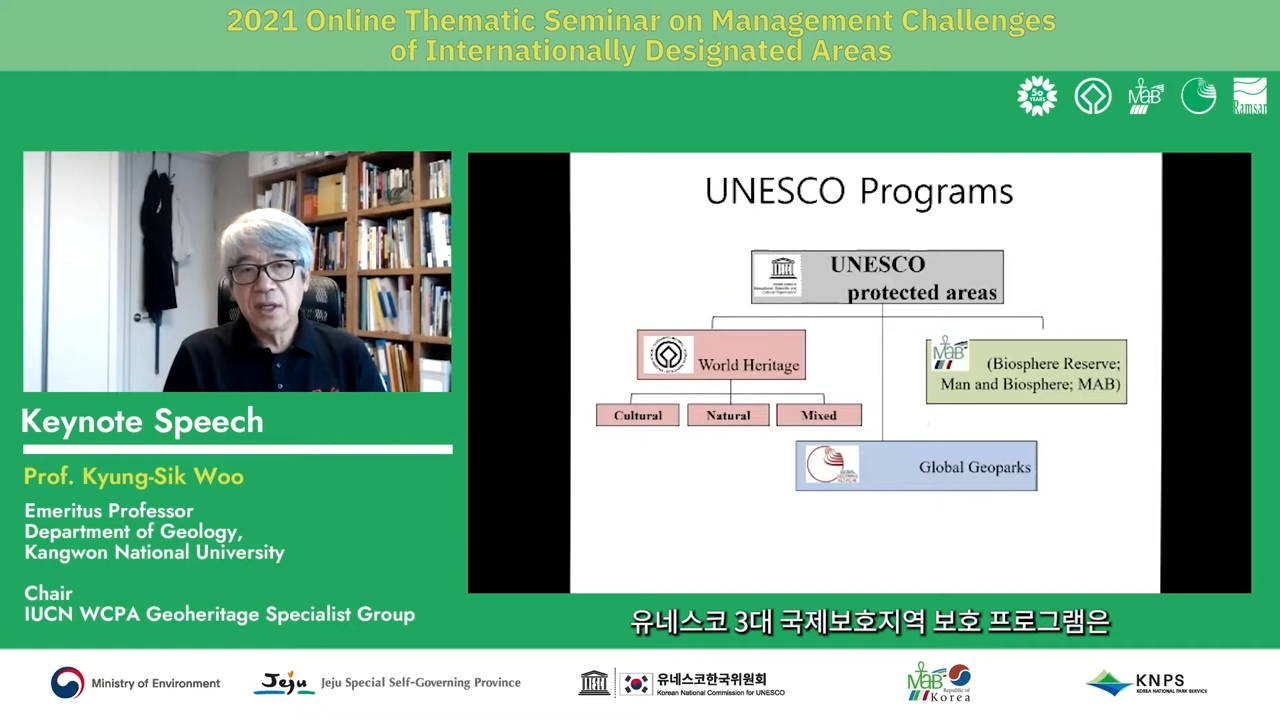 2021 Online Thematic Seminar on Management Challenges
of Internationally Designated Areas
50
YEARS
MaB
Ramsar
UNESCO Programs
UNESCO
protected areas
World Heritage
Cultural
Natural
Mixed
MaB
(Biosphere Reserve;
Man and Biosphere; MAB)
Global Geoparks
Keynote Speech
Prof. Kyung-Sik Woo
Emeritus Professor
Department of Geology,
Kangwon National University
Chair
IUCN WCPA Geoheritage Specialist Group
유네스코 3대 국제보호지역 보호 프로그램은
Ministry of Environment
Jeju
Jeju Special Self-Governing Province
유네스코한국위원회
Korean National Commission for UNESCO
MaB
Republic of
Korea
KNPS
KOREA NATIONAL PARK SERVICE